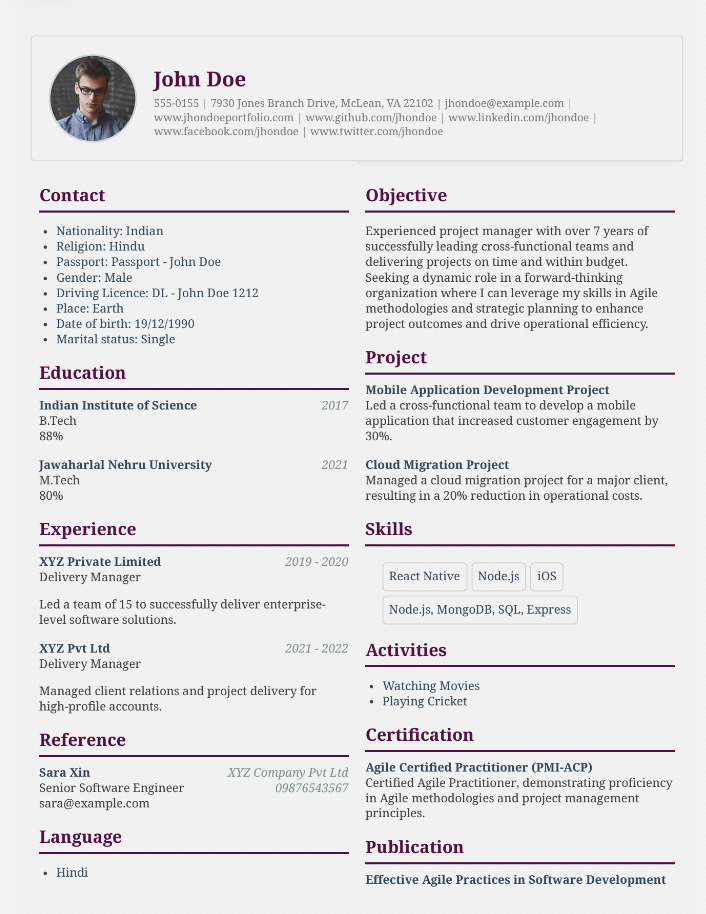 John Doe
555-0155 | 7930 Jones Branch Drive, McLean, VA 22102 | jhondoe@example.com |
www.jhondoeportfolio.com | www.github.com/jhondoe | www.linkedin.com/jhondoe |
www.facebook.com/jhondoe | www.twitter.com/jhondoe
Contact
• Nationality: Indian
• Religion: Hindu
• Passport: Passport - John Doe
• Gender: Male
• Driving Licence: DL - John Doe 1212
• Place: Earth
• Date of birth: 19/12/1990
• Marital status: Single
Education
Indian Institute of Science 2017
B.Tech
88%
Jawaharlal Nehru University 2021
M.Tech
80%
Experience
XYZ Private Limited 2019 - 2020
Delivery Manager
Led a team of 15 to successfully deliver enterprise-
level software solutions.
XYZ Pvt Ltd 2021 - 2022
Delivery Manager
Managed client relations and project delivery for
high-profile accounts.
Reference
Sara Xin XYZ Company Pvt Ltd
Senior Software Engineer 09876543567
sara@example.com
Language
• Hindi
Objective
Experienced project manager with over 7 years of
successfully leading cross-functional teams and
delivering projects on time and within budget.
Seeking a dynamic role in a forward-thinking
organization where I can leverage my skills in Agile
methodologies and strategic planning to enhance
project outcomes and drive operational efficiency.
Project
Mobile Application Development Project
Led a cross-functional team to develop a mobile
application that increased customer engagement by
30%.
Cloud Migration Project
Managed a cloud migration project for a major client,
resulting in a 20% reduction in operational costs.
Skills
React Native Node.js iOS
Node.js, MongoDB, SQL, Express
Activities
• Watching Movies
• Playing Cricket
Certification
Agile Certified Practitioner (PMI-ACP)
Certified Agile Practitioner, demonstrating proficiency
in Agile methodologies and project management
principles.
Publication
Effective Agile Practices in Software Development